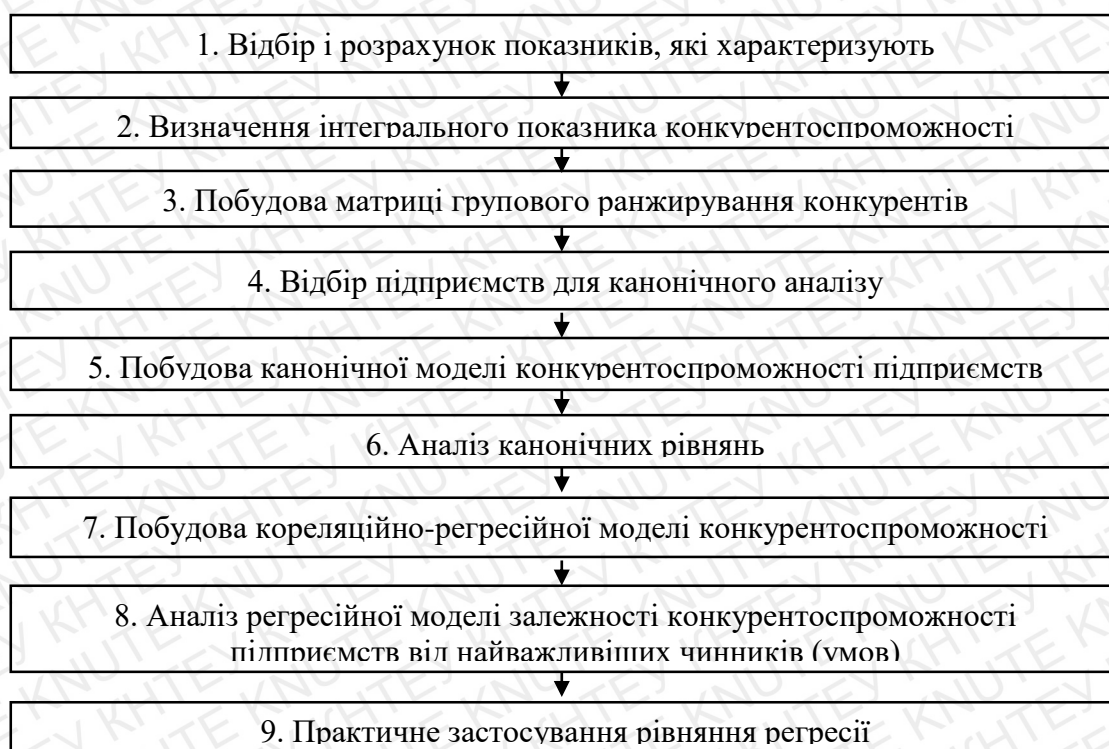 1. Відбір і розрахунок показників, які характеризують
2. Визначення інтегрального показника конкурентоспроможності
3. Побудова матриці групового ранжирування конкурентів
4. Відбір підприємств для канонічного аналізу
5. Побудова канонічної моделі конкурентоспроможності підприємств
6. Аналіз канонічних рівнянь
7. Побудова кореляційно-регресійної моделі конкурентоспроможності
8. Аналіз регресійної моделі залежності конкурентоспроможності
підприємств від найважливіших чинників (умов)
9. Практичне застосування рівняння регресії